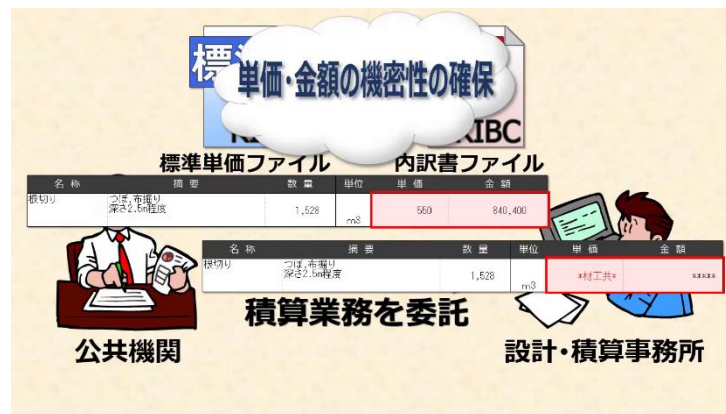 標
単価・金額の機密性の確保
RIBC
標準単価ファイル 内訳書ファイル
名 称 摘 要 数 量 単位 単 価 金 額
根切り つぼ,布掘り
深さ2.5m程度 1,528 m3 550 840,400
名 称 摘 要 数 量 単位 単 価 金 額
根切り つぼ,布掘り
深さ2.5m程度 1,528 m3 *材工共* *****
積算業務を委託
公共機関 設計・積算事務所